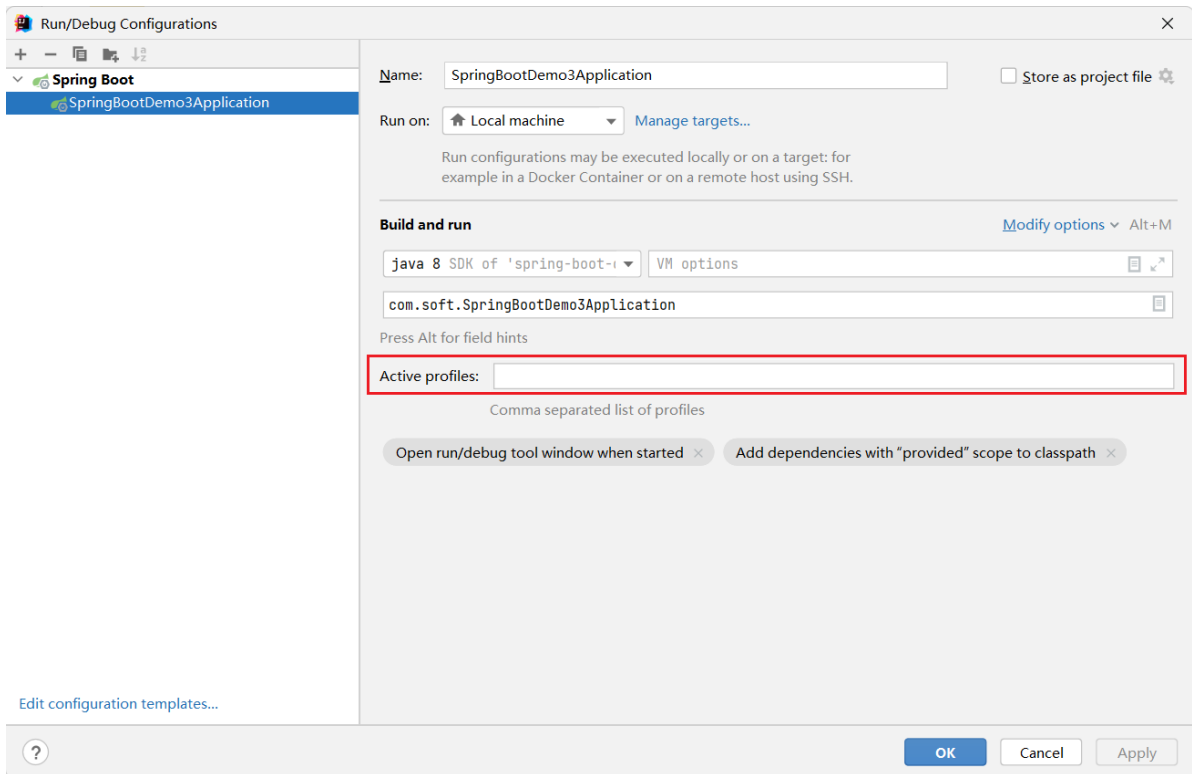 Run/Debug Configurations
Spring Boot
SpringBootDemo3Application
Edit configuration templates...
Name: SpringBootDemo3Application Store as project file
Run on: Local machine Manage targets...
Run configurations may be executed locally or on a target: for
example in a Docker Container or on a remote host using SSH.
Build and run Modify options Alt+M
java 8 SDK of 'spring-boot- VM options
com.soft.SpringBootDemo3Application
Press Alt for field hints
Active profiles:
Comma separated list of profiles
Open run/debug tool window when started × Add dependencies with “provided” scope to classpath ×
? OK Cancel Apply